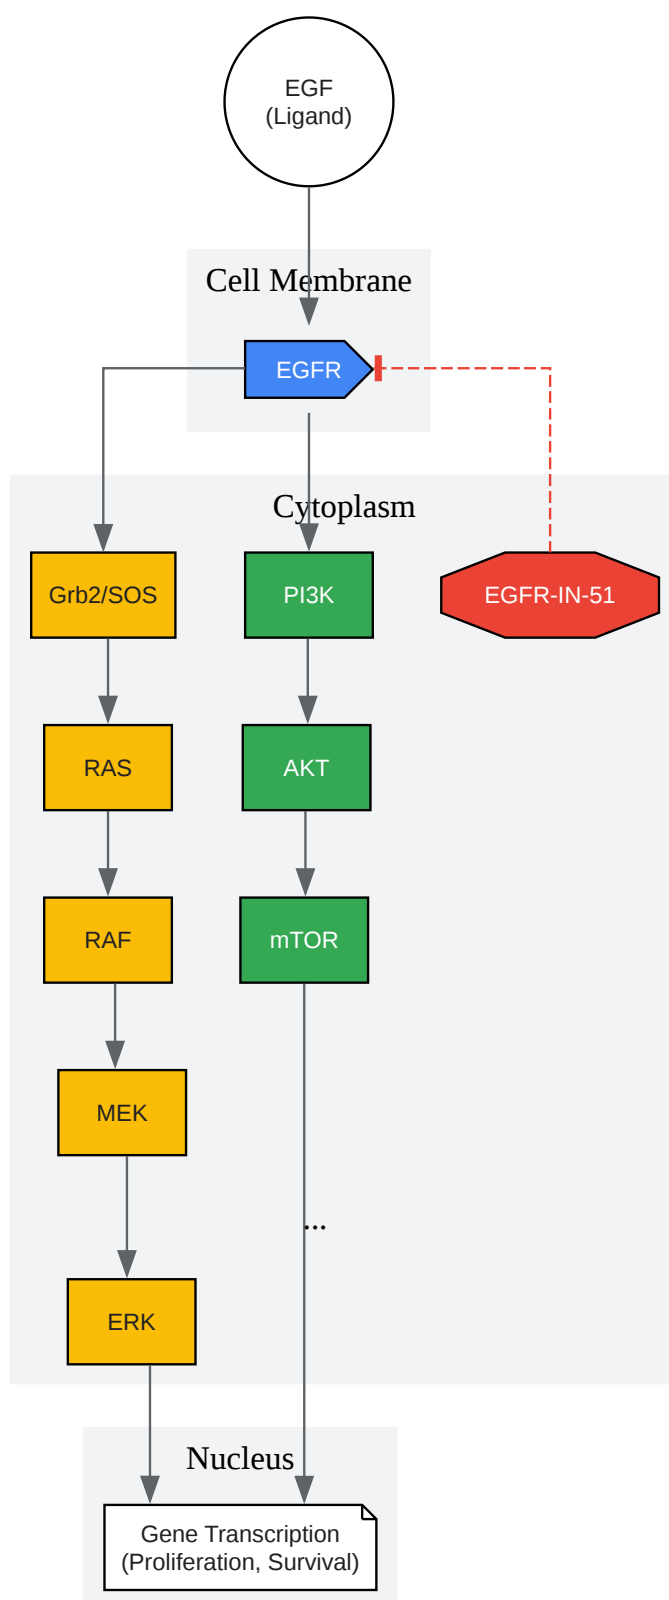 EGF
(Ligand)
Cell Membrane
EGFR
Cytoplasm
Grb2/SOS
PI3K
EGFR-IN-51
RAS
AKT
RAF
mTOR
MEK
...
ERK
Nucleus
Gene Transcription
(Proliferation, Survival)